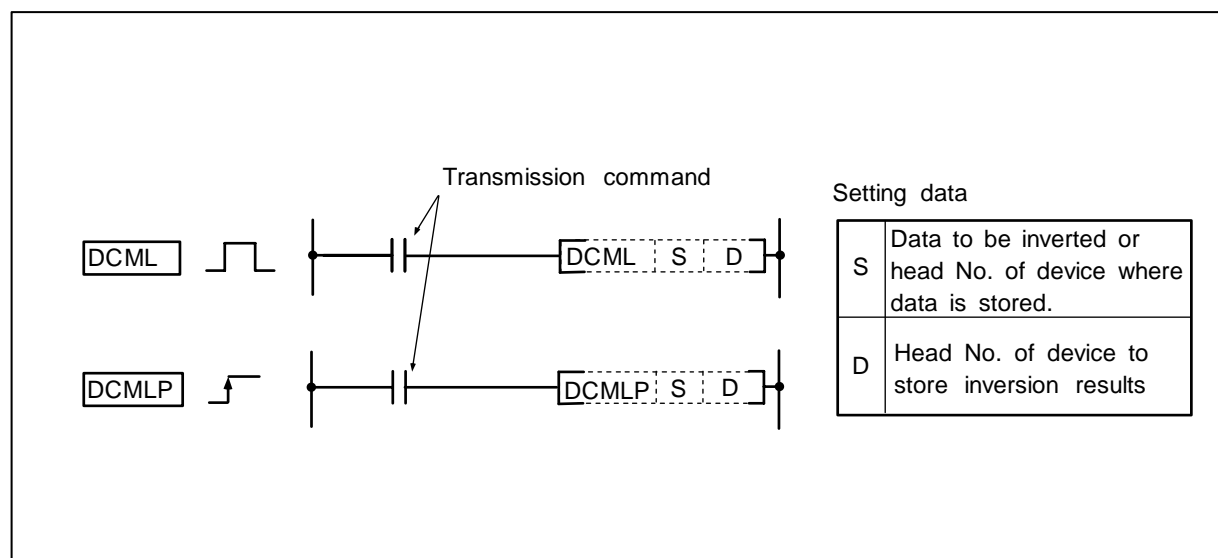 Transmission command
DCML
DCML S D
DCMLP
DCMLP S D
Setting data
S
Data to be inverted or
head No. of device where
data is stored.
D
Head No. of device to
store inversion results